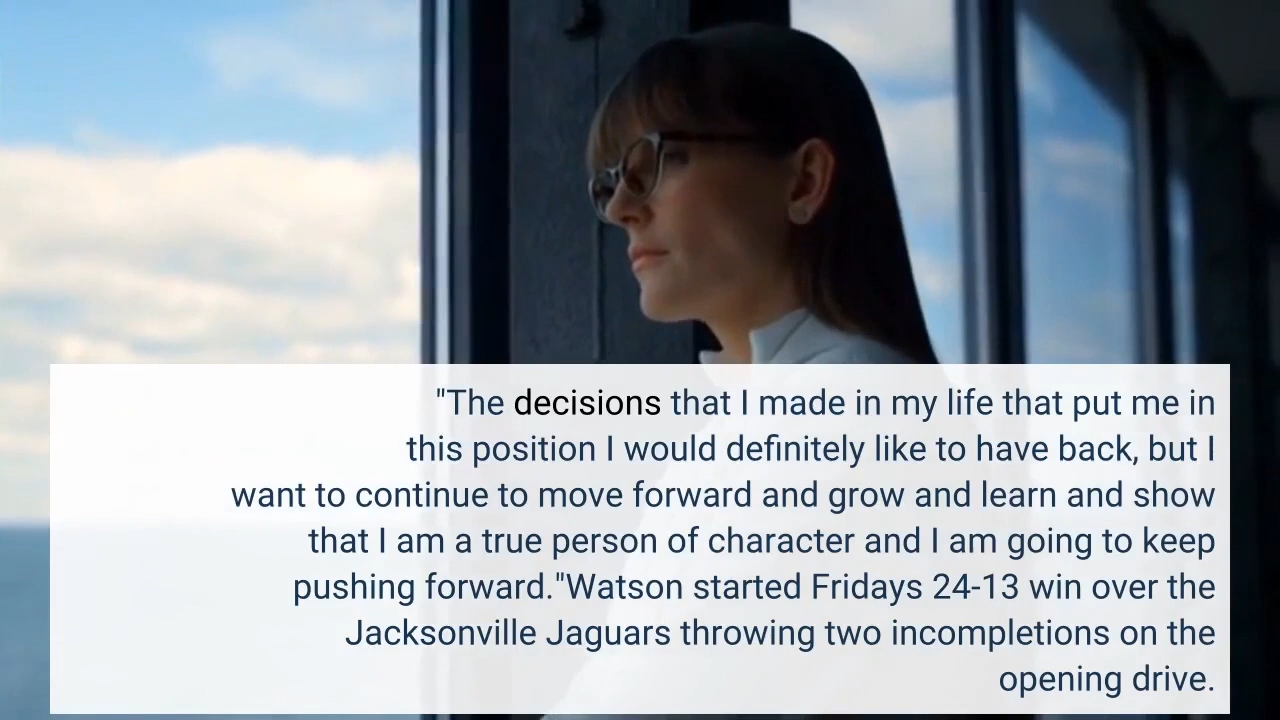 "The decisions that I made in my life that put me in
this position I would definitely like to have back, but I
want to continue to move forward and grow and learn and show
that I am a true person of character and I am going to keep
pushing forward."Watson started Fridays 24-13 win over the
Jacksonville Jaguars throwing two incompletions on the
opening drive.